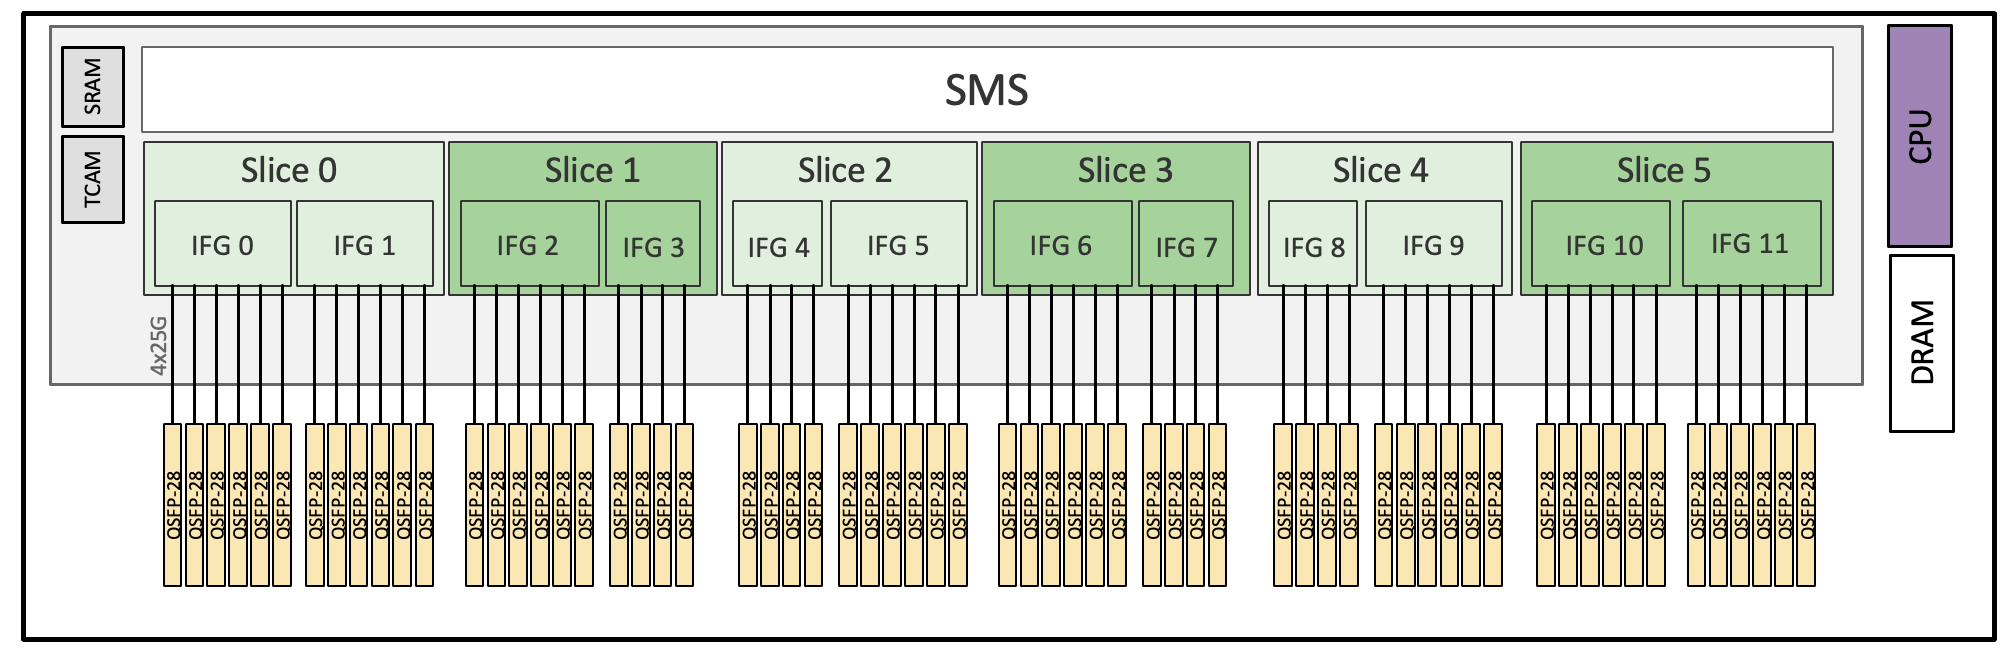 SRAM
SMS
CPU
TCAM
Slice 0
Slice 1
Slice 2
Slice 3
Slice 4
Slice 5
IFG 0
IFG 1
IFG 2
IFG 3
IFG 4
IFG 5
IFG 6
IFG 7
IFG 8
IFG 9
IFG 10
IFG 11
4x25G
DRAM
QSFP-28 QSFP-28 QSFP-28 QSFP-28 QSFP-28 QSFP-28
QSFP-28 QSFP-28 QSFP-28 QSFP-28 QSFP-28 QSFP-28
QSFP-28 QSFP-28 QSFP-28 QSFP-28 QSFP-28 QSFP-28
QSFP-28 QSFP-28 QSFP-28 QSFP-28
QSFP-28 QSFP-28 QSFP-28 QSFP-28
QSFP-28 QSFP-28 QSFP-28 QSFP-28 QSFP-28 QSFP-28
QSFP-28 QSFP-28 QSFP-28 QSFP-28 QSFP-28 QSFP-28
QSFP-28 QSFP-28 QSFP-28 QSFP-28
QSFP-28 QSFP-28 QSFP-28 QSFP-28
QSFP-28 QSFP-28 QSFP-28 QSFP-28 QSFP-28 QSFP-28
QSFP-28 QSFP-28 QSFP-28 QSFP-28 QSFP-28 QSFP-28
QSFP-28 QSFP-28 QSFP-28 QSFP-28 QSFP-28 QSFP-28